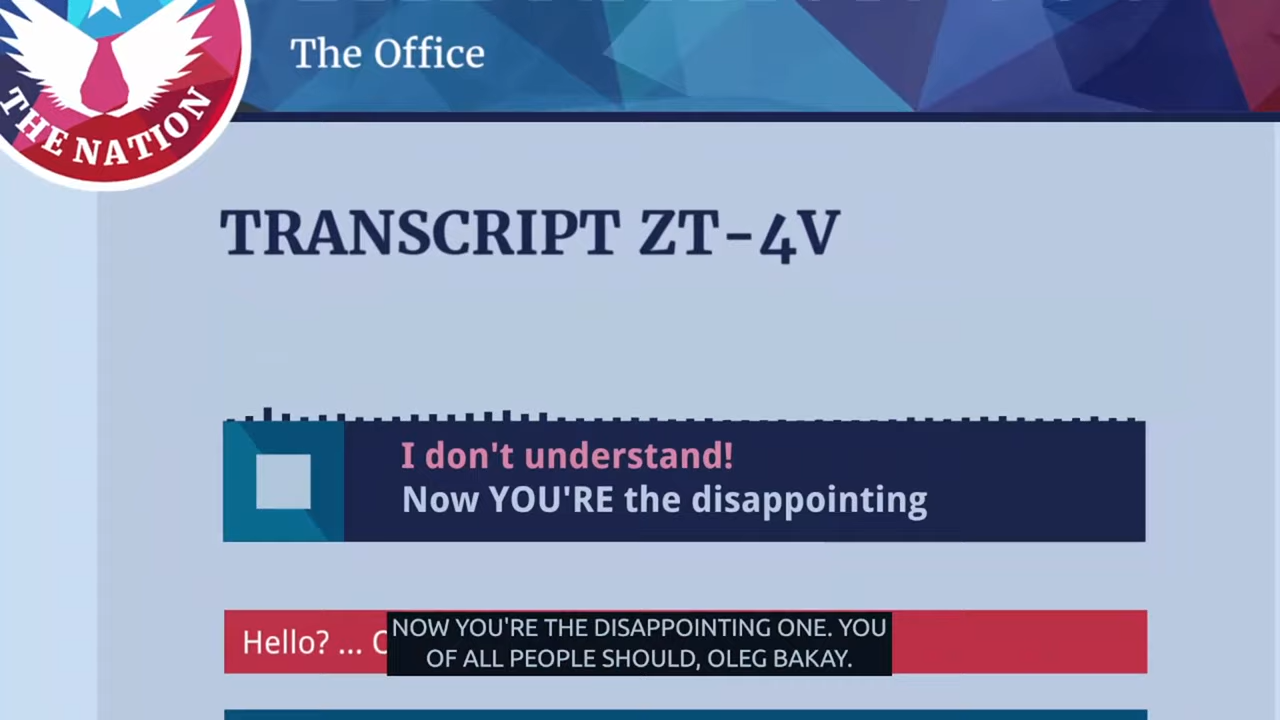 The Office
THE NATION
TRANSCRIPT ZT-4V
I don't understand!
Now YOU'RE the disappointing
Hello? ...
NOW YOU'RE THE DISAPPOINTING ONE. YOU
OF ALL PEOPLE SHOULD, OLEG BAKAY.